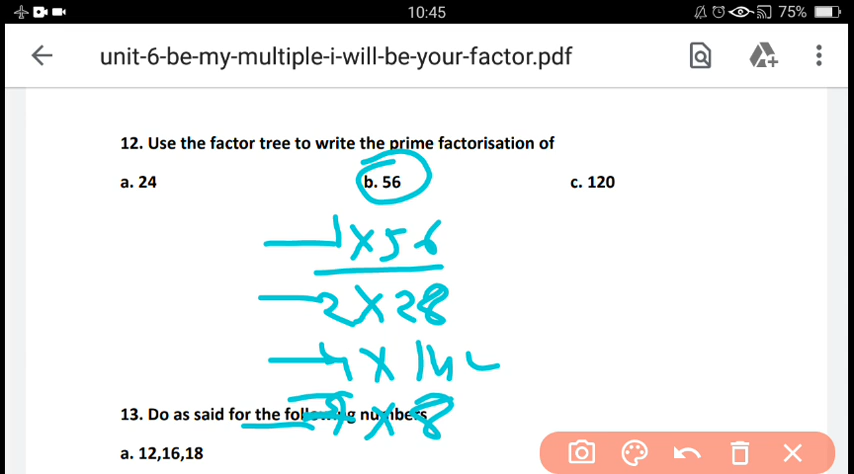 10:45
75%
unit-6-be-my-multiple-i-will-be-your-factor.pdf
12. Use the factor tree to write the prime factorisation of
a. 24 b. 56 c. 120
1 x 56
2 x 28
4 x 14
13. Do as said for the following numbers
x 8
a. 12,16,18